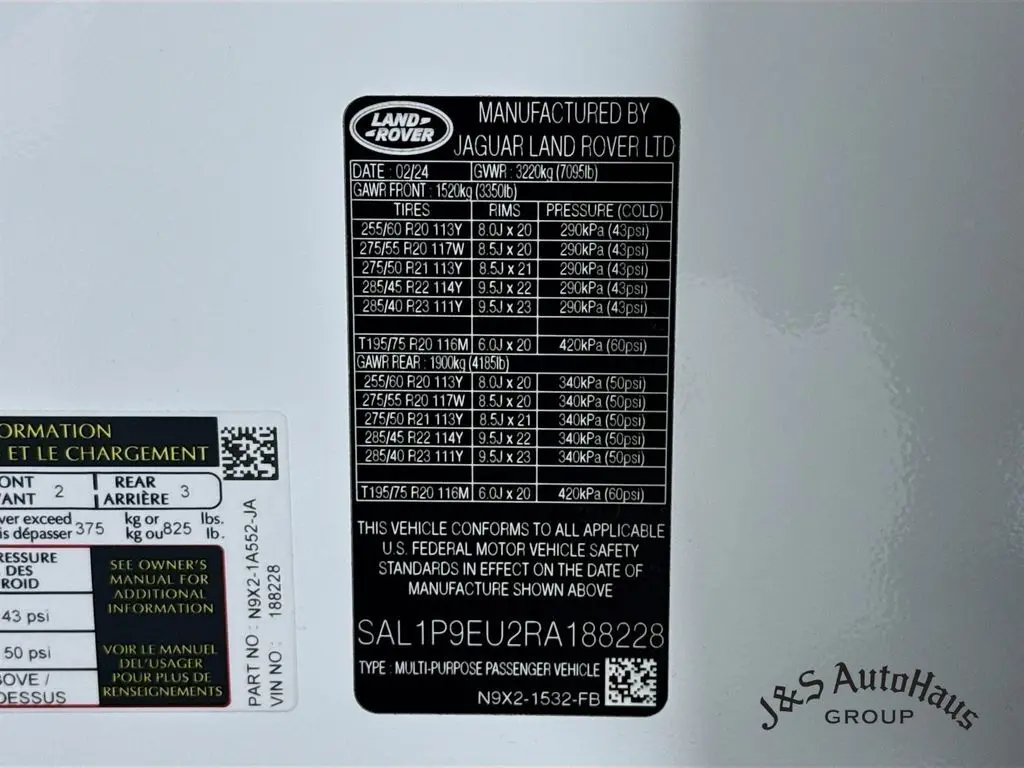 LAND-
-ROVER
MANUFACTURED BY
JAGUAR LAND ROVER LTD
DATE : 02/24 GVWR : 3220kg (7095lb)
GAWR FRONT : 1520kg (3350lb)
TIRES RIMS PRESSURE (COLD)
255/60 R20 113Y 8.0J x 20 290kPa (43psi)
275/55 R20 117W 8.5J x 20 290kPa (43psi)
275/50 R21 113Y 8.5J x 21 290kPa (43psi)
285/45 R22 114Y 9.5J x 22 290kPa (43psi)
285/40 R23 111Y 9.5J x 23 290kPa (43psi)
T195/75 R20 116M 6.0J x 20 420kPa (60psi)
GAWR REAR : 1900kg (4185lb)
255/60 R20 113Y 8.0J x 20 340kPa (50psi)
275/55 R20 117W 8.5J x 20 340kPa (50psi)
275/50 R21 113Y 8.5J x 21 340kPa (50psi)
285/45 R22 114Y 9.5J x 22 340kPa (50psi)
285/40 R23 111Y 9.5J x 23 340kPa (50psi)
T195/75 R20 116M 6.0J x 20 420kPa (60psi)
THIS VEHICLE CONFORMS TO ALL APPLICABLE
U.S. FEDERAL MOTOR VEHICLE SAFETY
STANDARDS IN EFFECT ON THE DATE OF
MANUFACTURE SHOWN ABOVE
SAL1P9EU2RA188228
TYPE : MULTI-PURPOSE PASSENGER VEHICLE
N9X2-1532-FB
ORMATION
ET LE CHARGEMENT
ONT
ANT 2 REAR
ARRIÈRE 3
ver exceed
is dépasser 375 kg or
kg ou 825 lbs.
lb.
RESSURE
DES
ROID
43 psi
50 psi
BOVE /
DESSUS
SEE OWNER'S
MANUAL FOR
ADDITIONAL
INFORMATION
VOIR LE MANUEL
DEL'USAGER
POUR PLUS DE
RENSEIGNEMENTS
PART NO : N9X2-1A552-JA
VIN NO : 188228
J&S AutoHaus
GROUP